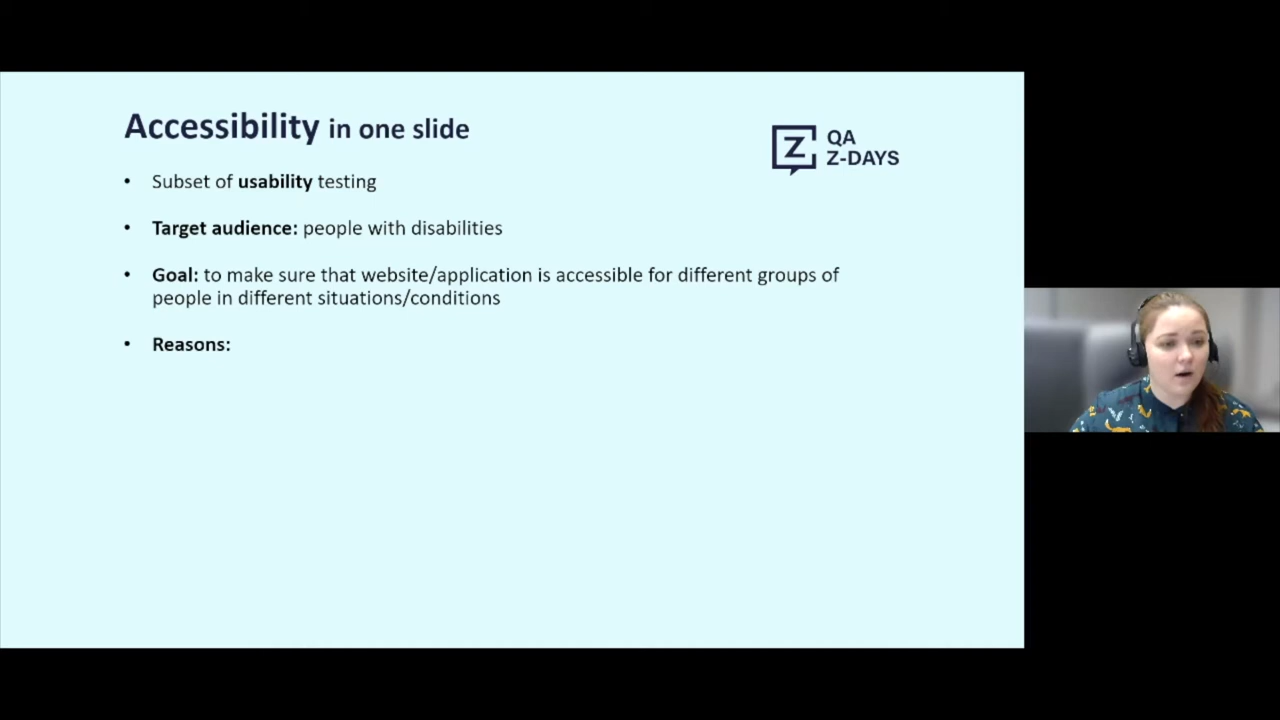 Accessibility in one slide
QA
Z-DAYS
• Subset of usability testing
• Target audience: people with disabilities
• Goal: to make sure that website/application is accessible for different groups of
people in different situations/conditions
• Reasons: